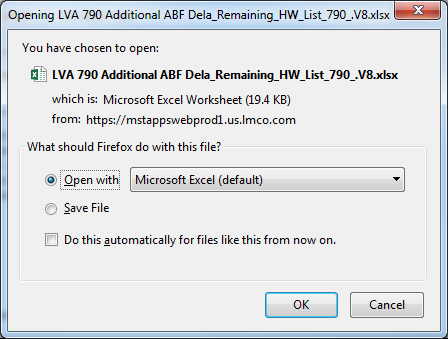 Opening LVA 790 Additional ABF Dela_Remaining_HW_List_790_.V8.xlsx
You have chosen to open:
LVA 790 Additional ABF Dela_Remaining_HW_List_790_.V8.xlsx
which is: Microsoft Excel Worksheet (19.4 KB)
from: https://mstappswebprod1.us.lmco.com
What should Firefox do with this file?
Open with Microsoft Excel (default)
Save File
Do this automatically for files like this from now on.
OK Cancel